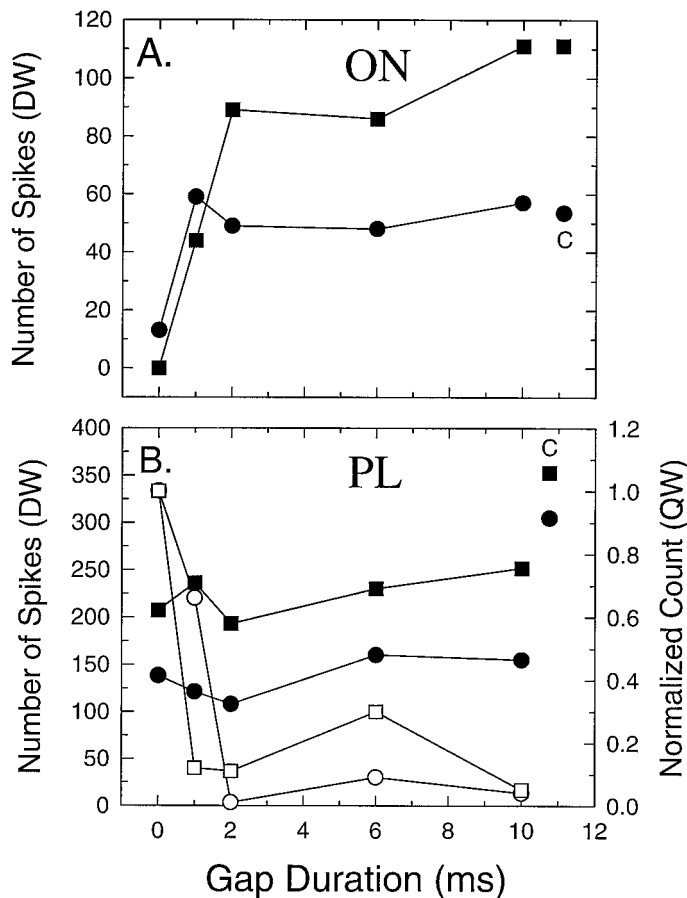 A.
ON
Number of Spikes (DW)
120
100
80
60
40
20
0
C
B.
PL
C
Number of Spikes (DW)
400
350
300
250
200
150
100
50
0
1.2
1.0
0.8
0.6
0.4
0.2
0.0
Normalized Count (QW)
0 2 4 6 8 10 12
Gap Duration (ms)